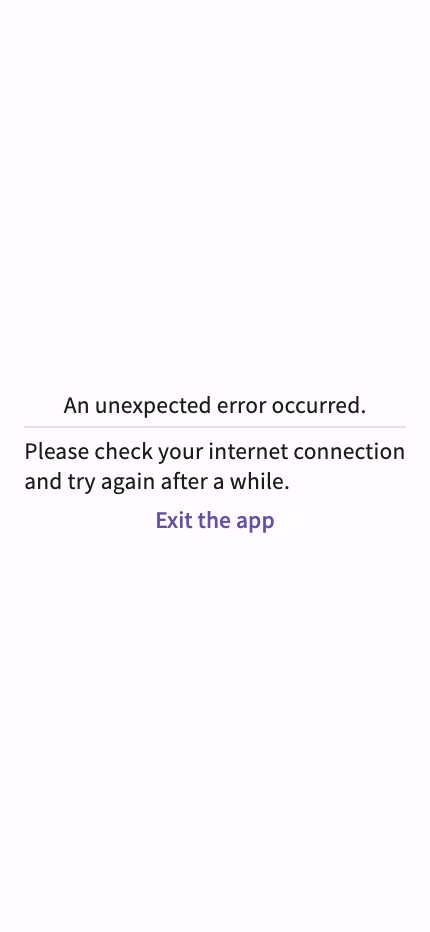 An unexpected error occurred.
Please check your internet connection
and try again after a while.
Exit the app